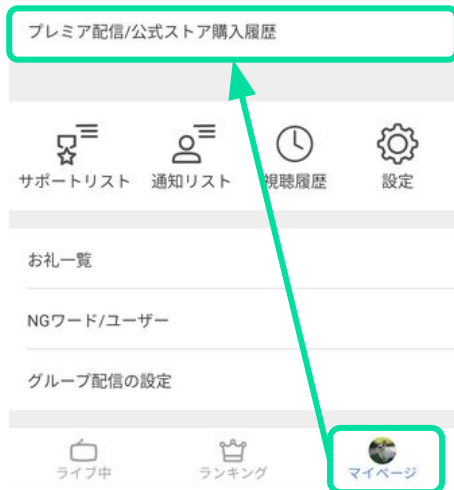 プレミア配信/公式ストア購入履歴
サポートリスト 通知リスト 視聴履歴 設定
お礼一覧
NGワード/ユーザー
グループ配信の設定
ライブ中 ランキング マイページ